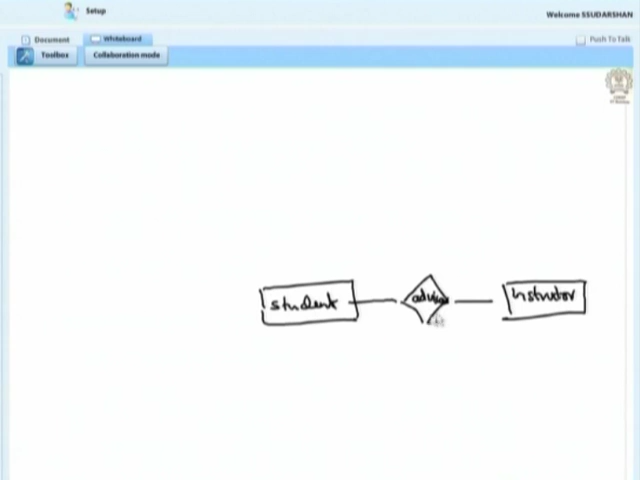 Setup
Welcome SSUDARSHAN
Document
Whiteboard
Push To Talk
Toolbox
Collaboration mode
student
advisor
Instructor